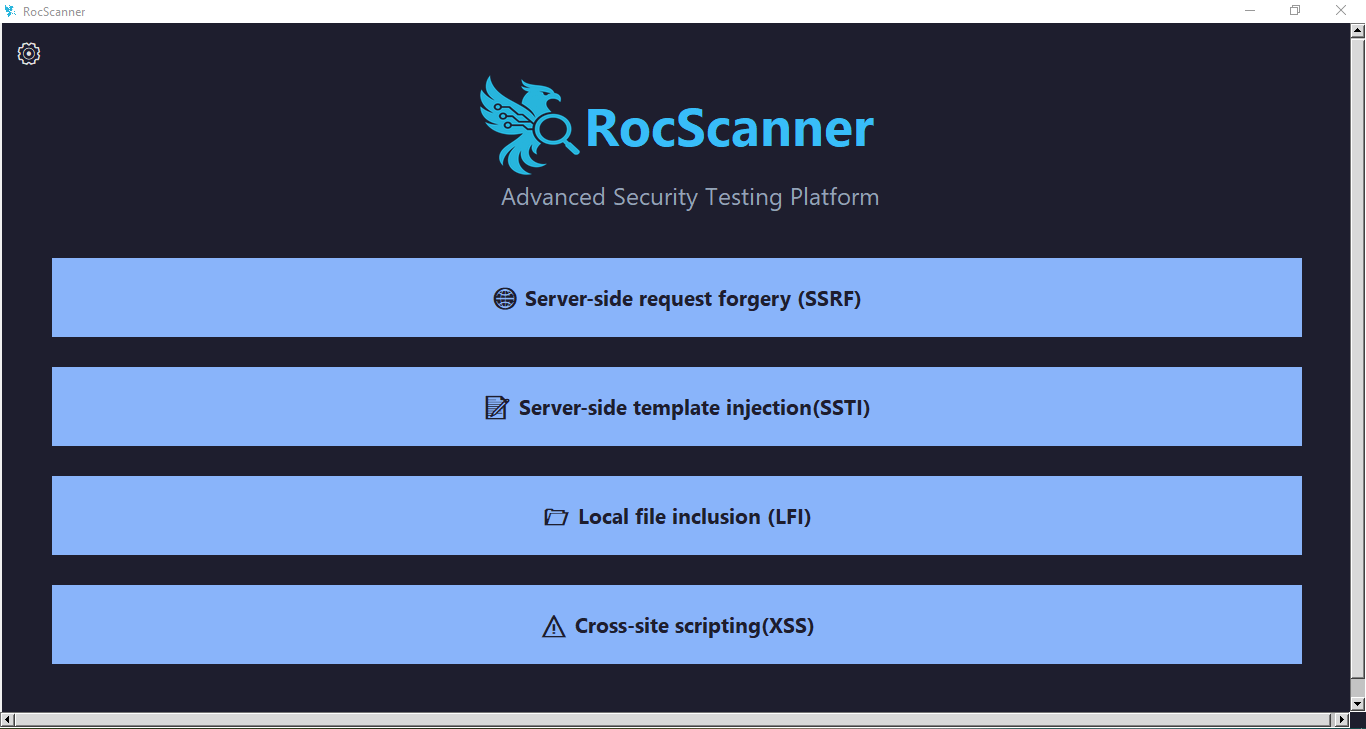 RocScanner
RocScanner
Advanced Security Testing Platform
Server-side request forgery (SSRF)
Server-side template injection(SSTI)
Local file inclusion (LFI)
Cross-site scripting(XSS)